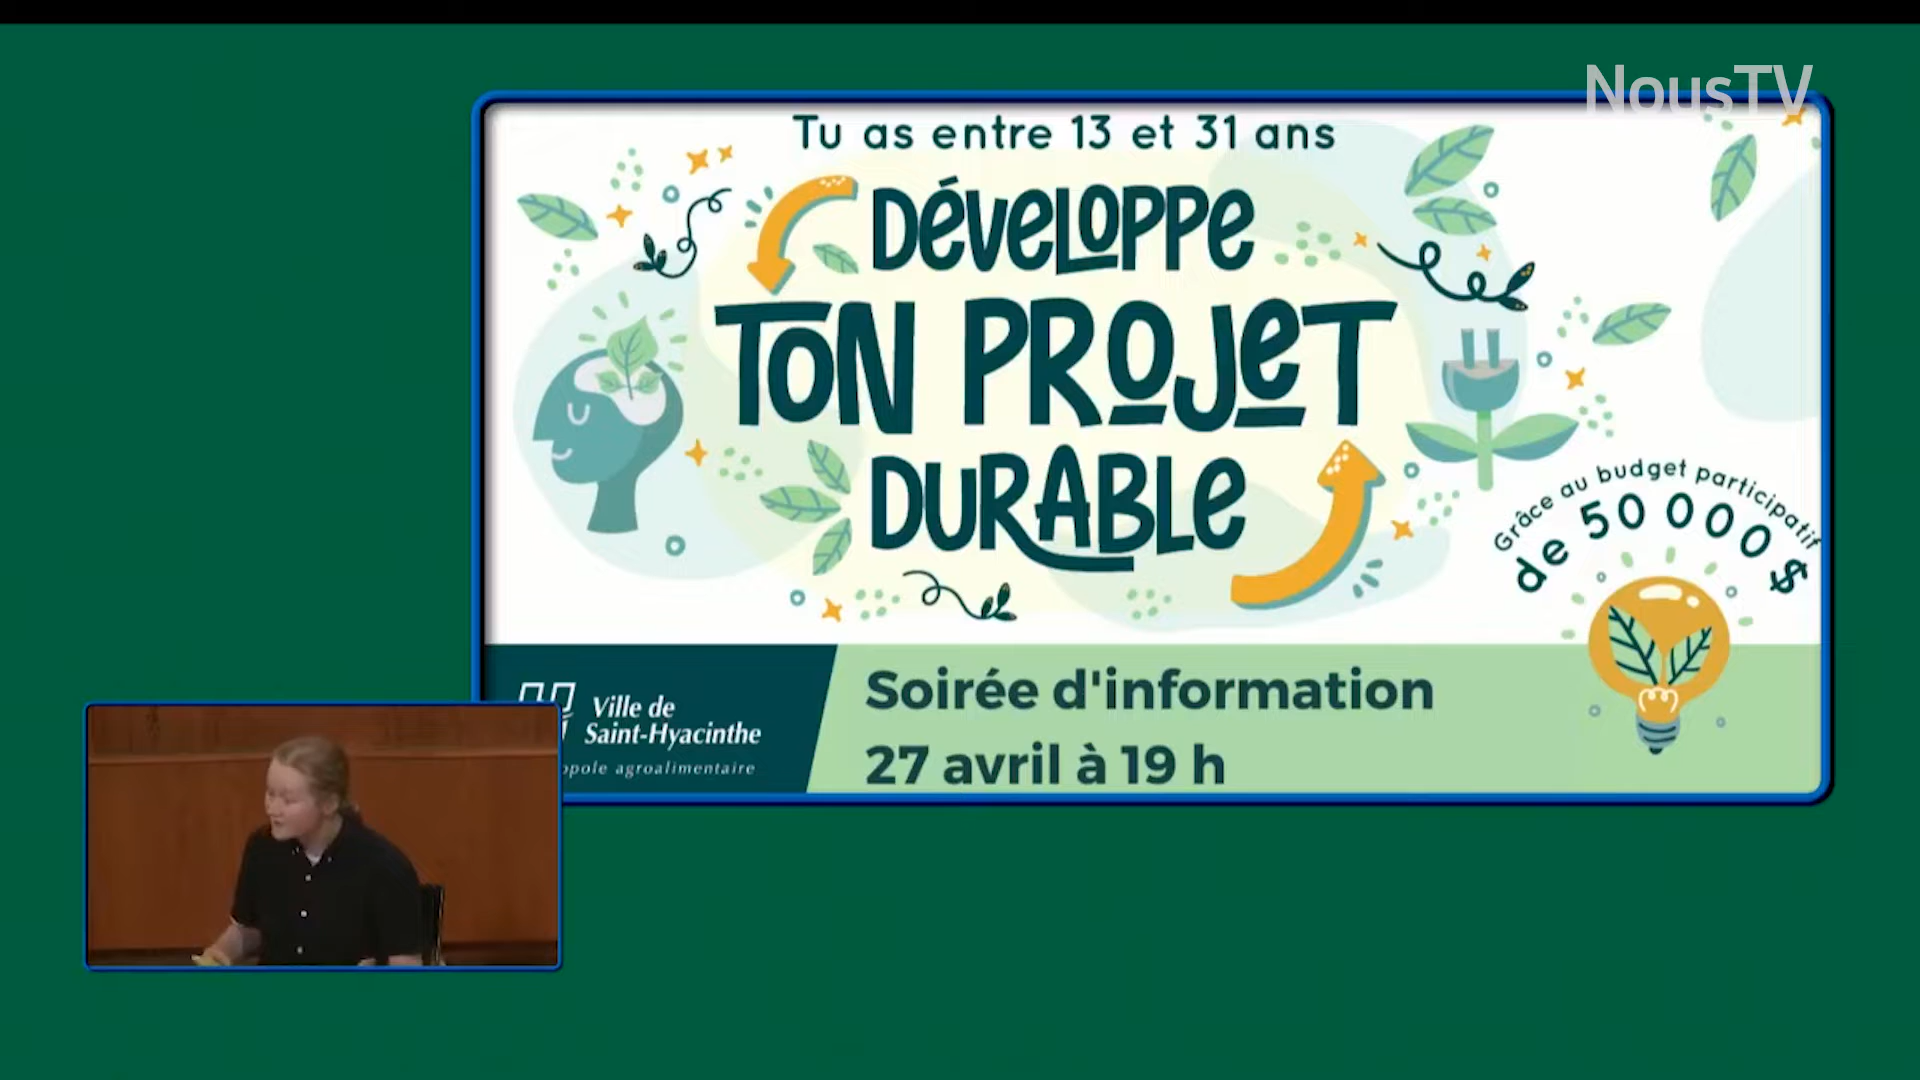 NousTV
Tu as entre 13 et 31 ans
DÉVELOPPE
TON PROJET
DURABLE
Grâce au budget participatif
de 50 000 $
Ville de
Saint-Hyacinthe
agroalimentaire
Soirée d'information
27 avril à 19 h